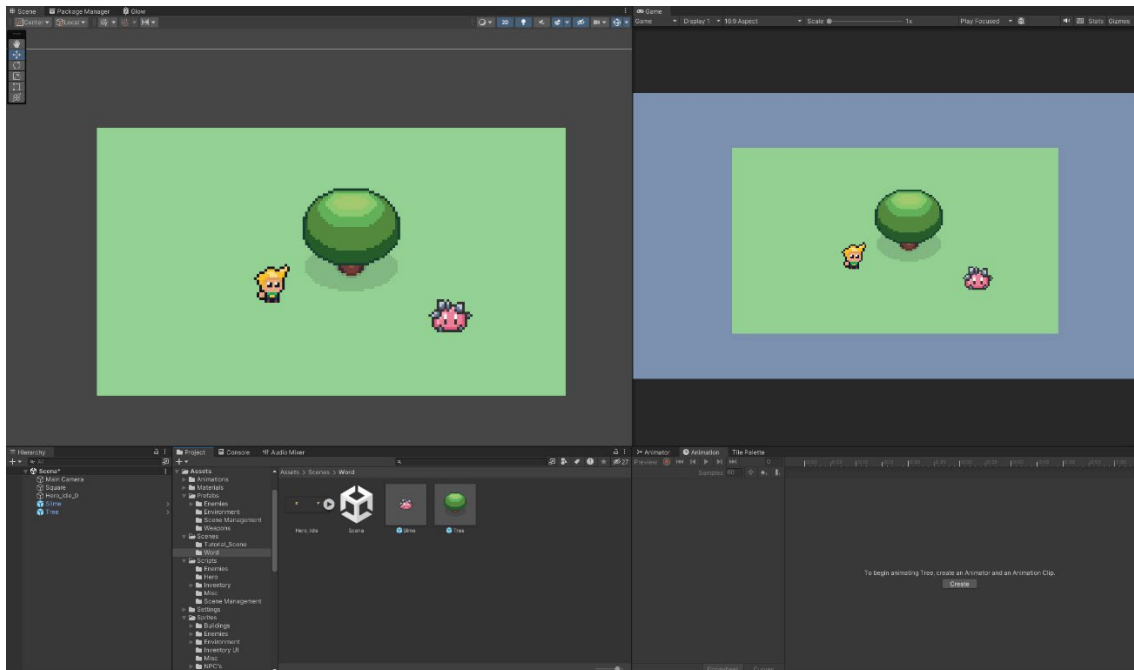 Scene Package Manager Glow
Center Local
2D
Game
Game Display 1 16:9 Aspect Scale 1x Play Focused Stats Gizmos
Hierarchy
All
Scene*
Main Camera
Square
Hero_Idle_0
Slime
Tree
Project Console Audio Mixer
27
Assets
Animations
Materials
Prefabs
Enemies
Environment
Scene Management
Weapons
Scenes
Tutorial_Scene
Word
Scripts
Enemies
Hero
Inventory
Misc
Scene Management
Settings
Sprites
Buildings
Enemies
Environment
Inventory UI
Misc
NPC's
Assets > Scenes > Word
Hero_Idle Scene Slime Tree
Animator Animation Tile Palette
Preview 0
Samples 60
To begin animating Tree, create an Animator and an Animation Clip.
Create
Dopesheet Curves